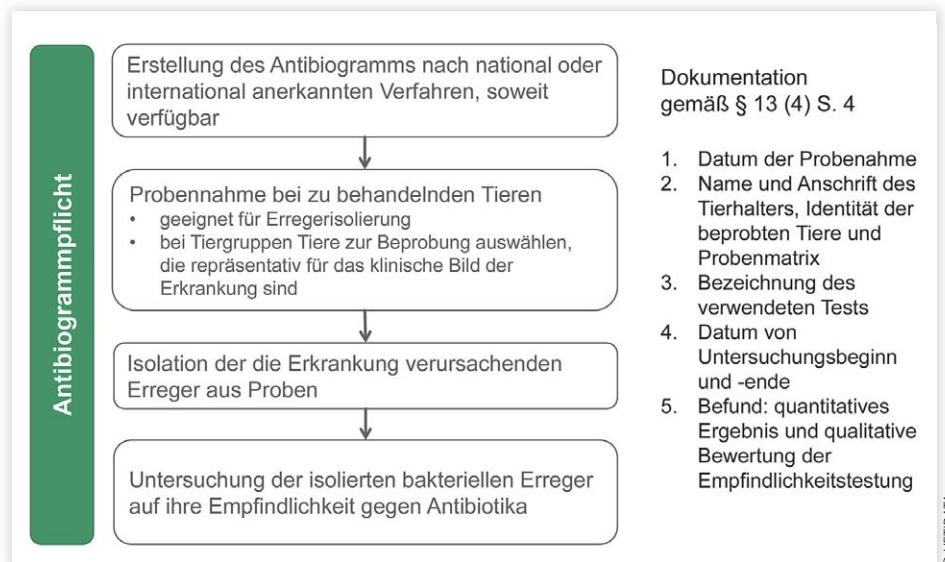 Antibiogrammpflicht
Erstellung des Antibiogramms nach national oder
international anerkannten Verfahren, soweit
verfügbar
Probennahme bei zu behandelnden Tieren
• geeignet für Erregerisolierung
• bei Tiergruppen Tiere zur Beprobung auswählen,
die repräsentativ für das klinische Bild der
Erkrankung sind
Isolation der die Erkrankung verursachenden
Erreger aus Proben
Untersuchung der isolierten bakteriellen Erreger
auf ihre Empfindlichkeit gegen Antibiotika
Dokumentation
gemäß § 13 (4) S. 4
1. Datum der Probenahme
2. Name und Anschrift des
Tierhalters, Identität der
beprobten Tiere und
Probenmatrix
3. Bezeichnung des
verwendeten Tests
4. Datum von
Untersuchungsbeginn
und -ende
5. Befund: quantitatives
Ergebnis und qualitative
Bewertung der
Empfindlichkeitstestung